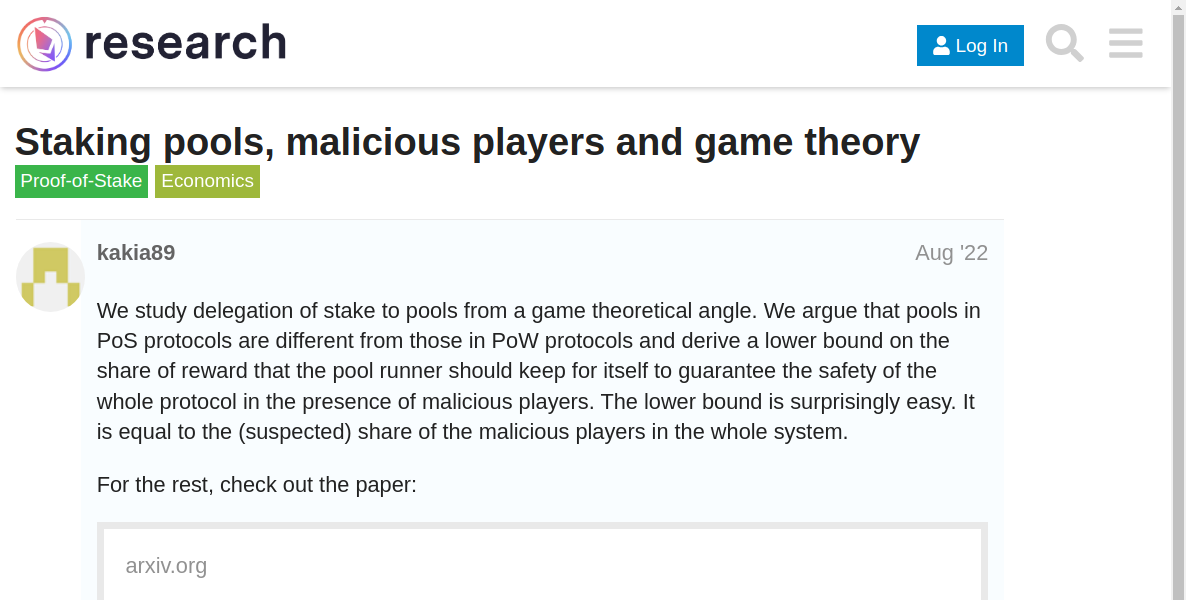 research
Log In
Staking pools, malicious players and game theory
Proof-of-Stake Economics
kakia89 Aug '22
We study delegation of stake to pools from a game theoretical angle. We argue that pools in
PoS protocols are different from those in PoW protocols and derive a lower bound on the
share of reward that the pool runner should keep for itself to guarantee the safety of the
whole protocol in the presence of malicious players. The lower bound is surprisingly easy. It
is equal to the (suspected) share of the malicious players in the whole system.
For the rest, check out the paper:
arxiv.org